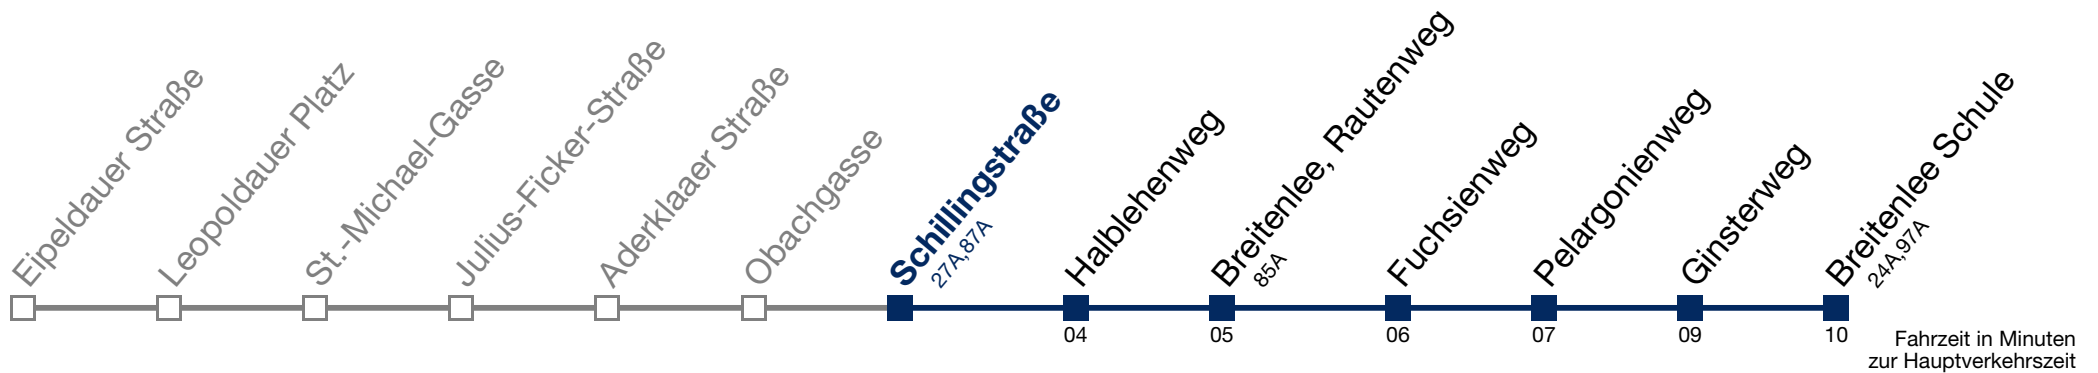 Eipeldauer Straße
Leopoldauer Platz
St.-Michael-Gasse
Julius-Ficker-Straße
Aderklaaer Straße
Obachgasse
Schillingstraße
27A,87A
Halblehenweg
Breitenlee, Rautenweg
85A
Fuchsienweg
Pelargonienweg
Ginsterweg
Breitenlee Schule
24A,97A
04 05 06 07 09 10
Fahrzeit in Minuten
zur Hauptverkehrszeit